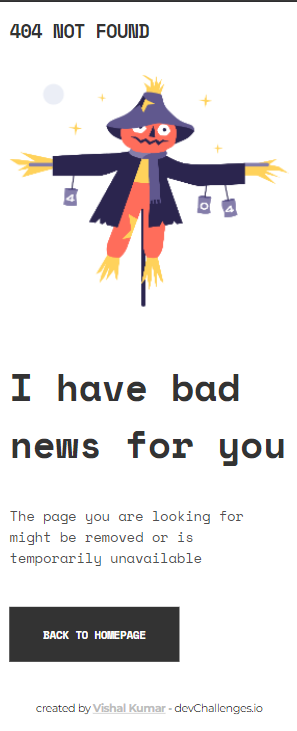 404 NOT FOUND
4
0
4
I have bad
news for you
The page you are looking for
might be removed or is
temporarily unavailable
BACK TO HOMEPAGE
created by Vishal Kumar - devChallenges.io